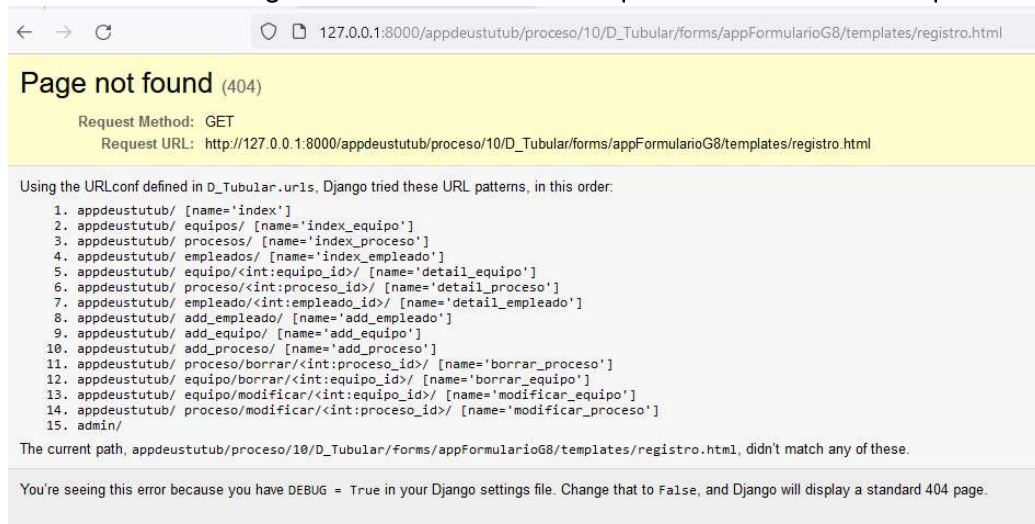 127.0.0.1:8000/appdeustutub/proceso/10/D_Tubular/forms/appFormularioG8/templates/registro.html
Page not found (404)
Request Method: GET
Request URL: http://127.0.0.1:8000/appdeustutub/proceso/10/D_Tubular/forms/appFormularioG8/templates/registro.html
Using the URLconf defined in D_Tubular.urls, Django tried these URL patterns, in this order:
1. appdeustutub/ [name='index']
2. appdeustutub/ equipos/ [name='index_equipo']
3. appdeustutub/ procesos/ [name='index_proceso']
4. appdeustutub/ empleados/ [name='index_empleado']
5. appdeustutub/ equipo/<int:equipo_id>/ [name='detail_equipo']
6. appdeustutub/ proceso/<int:proceso_id>/ [name='detail_proceso']
7. appdeustutub/ empleado/<int:empleado_id>/ [name='detail_empleado']
8. appdeustutub/ add_empleado/ [name='add_empleado']
9. appdeustutub/ add_equipo/ [name='add_equipo']
10. appdeustutub/ add_proceso/ [name='add_proceso']
11. appdeustutub/ proceso/borrar/<int:proceso_id>/ [name='borrar_proceso']
12. appdeustutub/ equipo/borrar/<int:equipo_id>/ [name='borrar_equipo']
13. appdeustutub/ equipo/modificar/<int:equipo_id>/ [name='modificar_equipo']
14. appdeustutub/ proceso/modificar/<int:proceso_id>/ [name='modificar_proceso']
15. admin/
The current path, appdeustutub/proceso/10/D_Tubular/forms/appFormularioG8/templates/registro.html, didn't match any of these.
You're seeing this error because you have DEBUG = True in your Django settings file. Change that to False, and Django will display a standard 404 page.